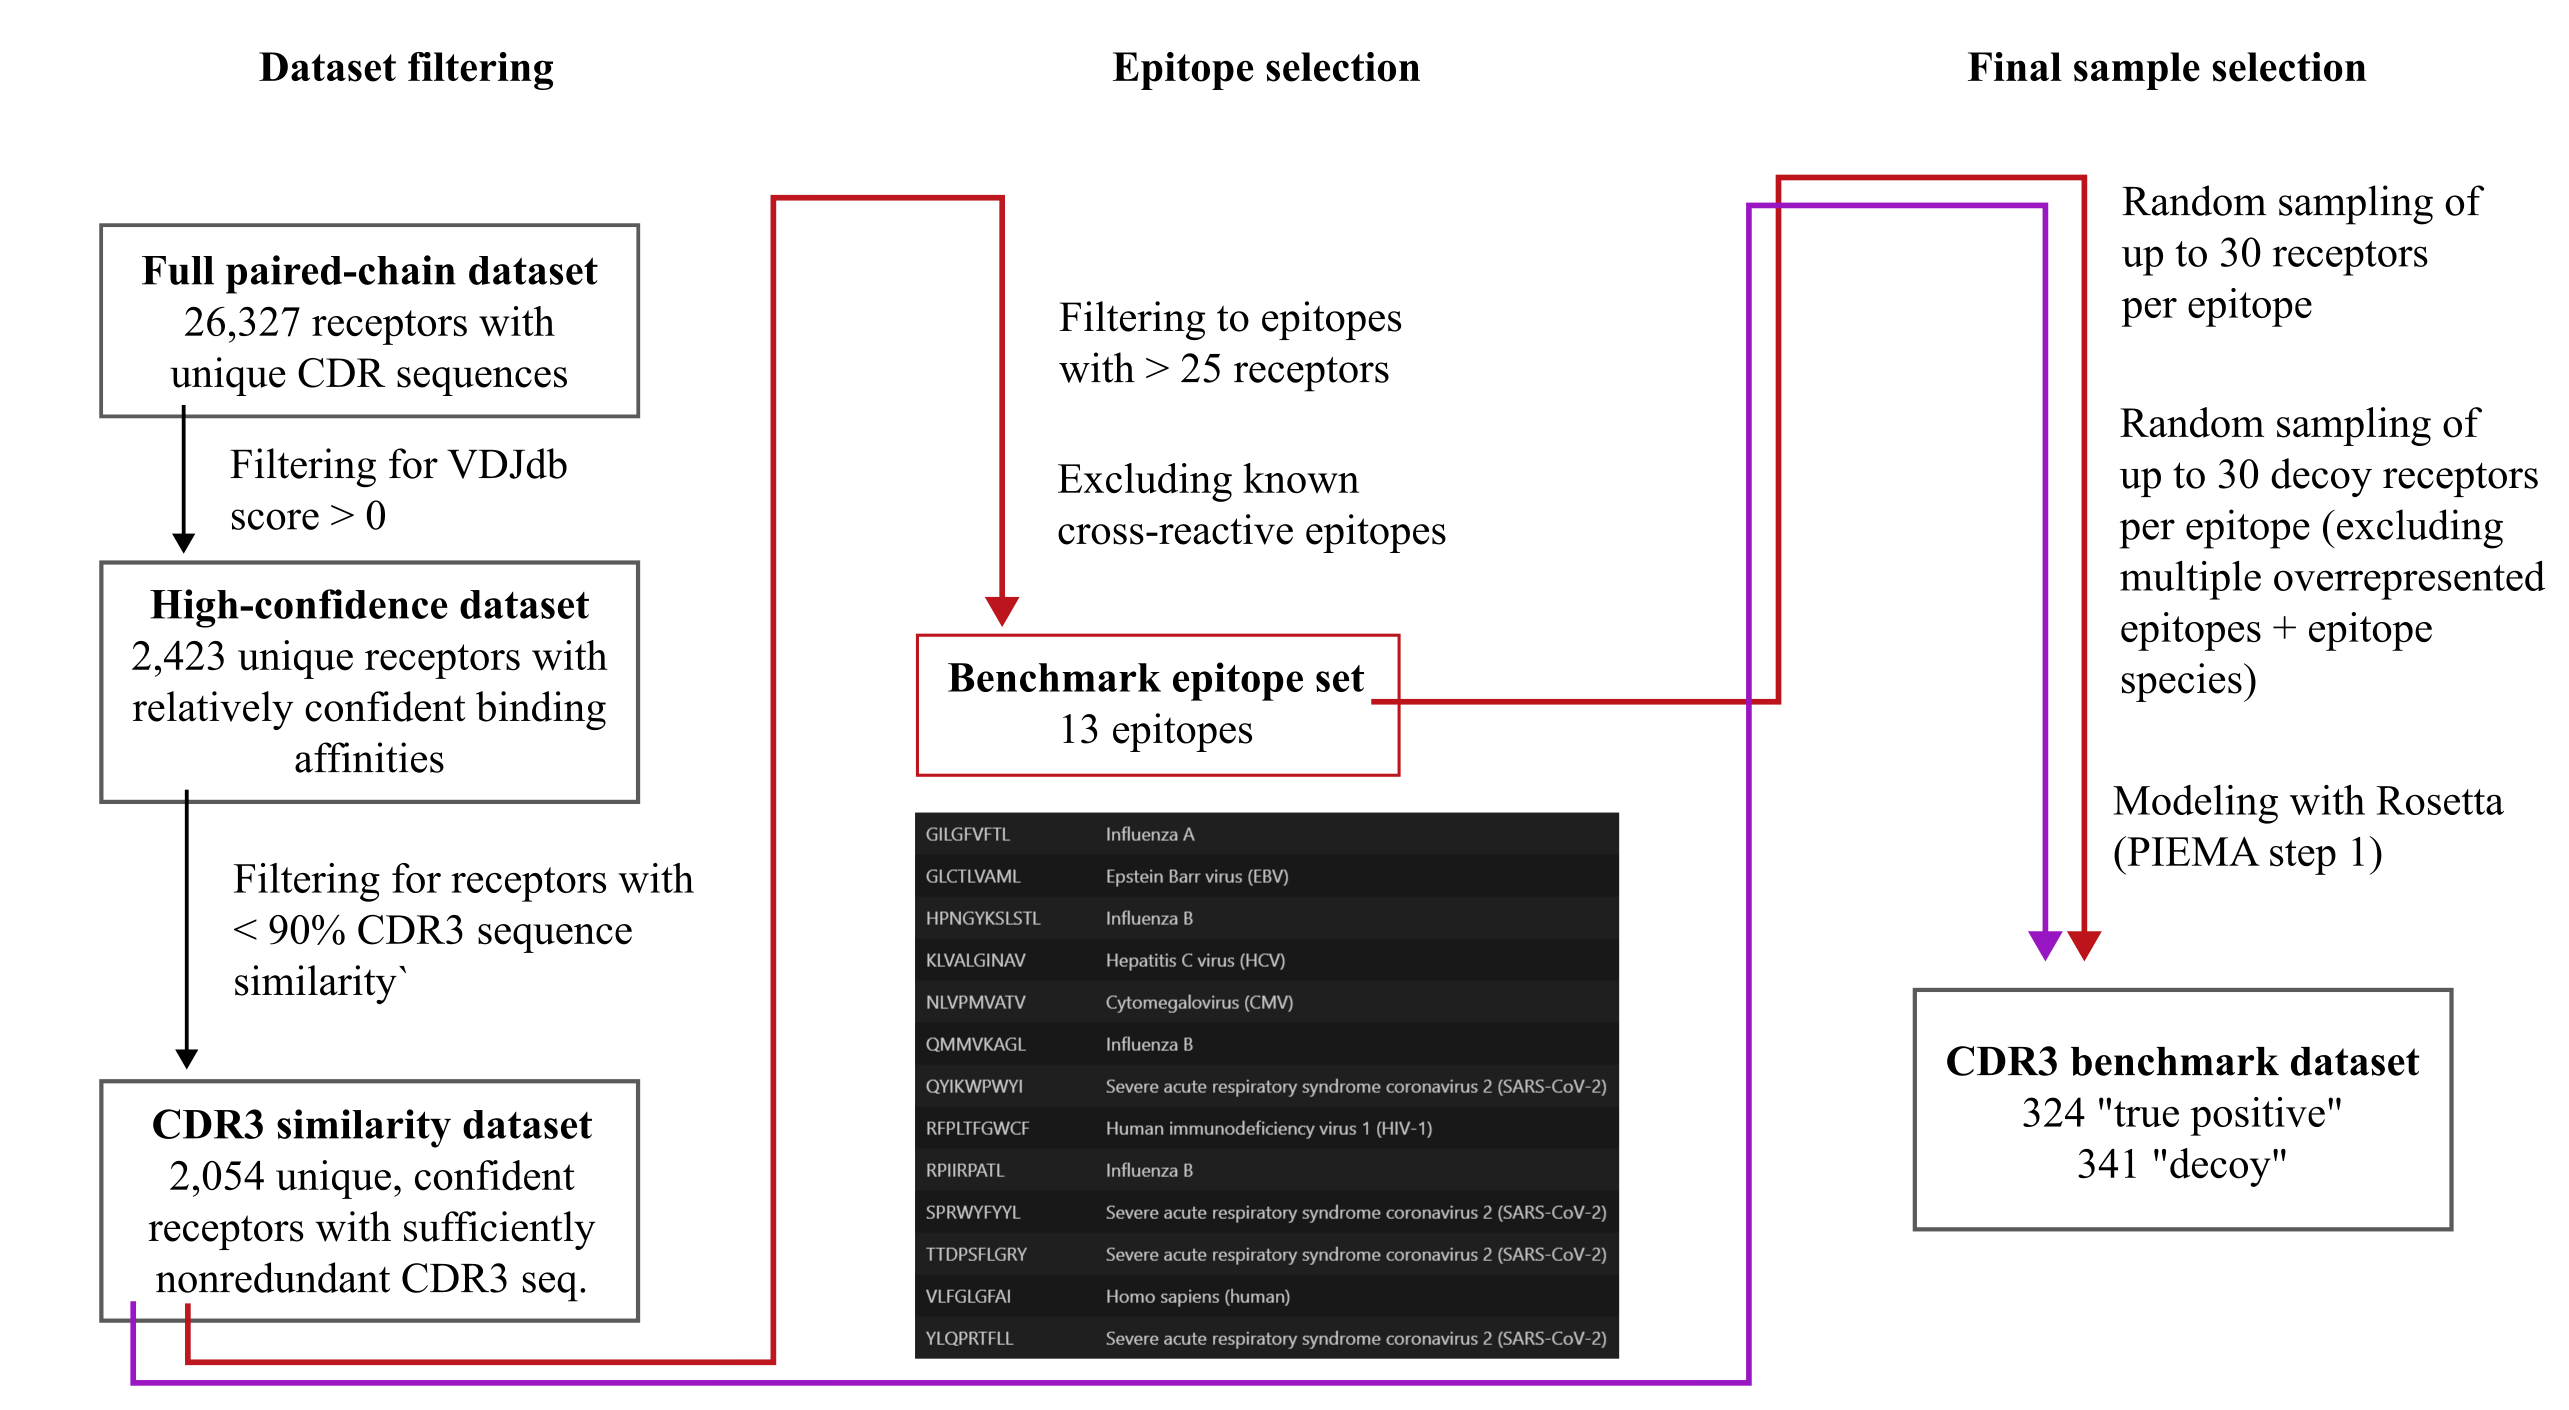 Dataset filtering
Full paired-chain dataset
26,327 receptors with
unique CDR sequences
Filtering for VDJdb
score > 0
High-confidence dataset
2,423 unique receptors with
relatively confident binding
affinities
Filtering for receptors with
< 90% CDR3 sequence
similarity`
CDR3 similarity dataset
2,054 unique, confident
receptors with sufficiently
nonredundant CDR3 seq.
Epitope selection
Filtering to epitopes
with > 25 receptors
Excluding known
cross-reactive epitopes
Benchmark epitope set
13 epitopes
GILGFVFTL Influenza A
GLCTLVAML Epstein Barr virus (EBV)
HPNGYKSLSTL Influenza B
KLVALGINAV Hepatitis C virus (HCV)
NLVPMVATV Cytomegalovirus (CMV)
QMMVKAGL Influenza B
QYIKWPWYI Severe acute respiratory syndrome coronavirus 2 (SARS-CoV-2)
RFPLTFGWCF Human immunodeficiency virus 1 (HIV-1)
RPIIRPATL Influenza B
SPRWYFYYL Severe acute respiratory syndrome coronavirus 2 (SARS-CoV-2)
TTDPSFLGRY Severe acute respiratory syndrome coronavirus 2 (SARS-CoV-2)
VLFGLGFAI Homo sapiens (human)
YLQPRTFLL Severe acute respiratory syndrome coronavirus 2 (SARS-CoV-2)
Final sample selection
Random sampling of
up to 30 receptors
per epitope
Random sampling of
up to 30 decoy receptors
per epitope (excluding
multiple overrepresented
epitopes + epitope
species)
Modeling with Rosetta
(PIEMA step 1)
CDR3 benchmark dataset
324 "true positive"
341 "decoy"